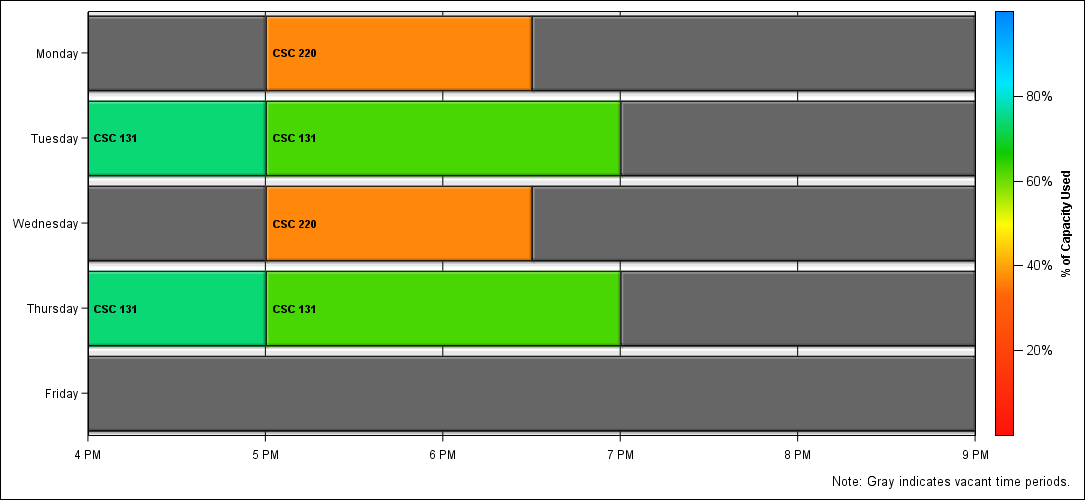 Monday
CSC 220
Tuesday
CSC 131
CSC 131
Wednesday
CSC 220
Thursday
CSC 131
CSC 131
Friday
4 PM
5 PM
6 PM
7 PM
8 PM
9 PM
80%
60%
40%
20%
% of Capacity Used
Note: Gray indicates vacant time periods.